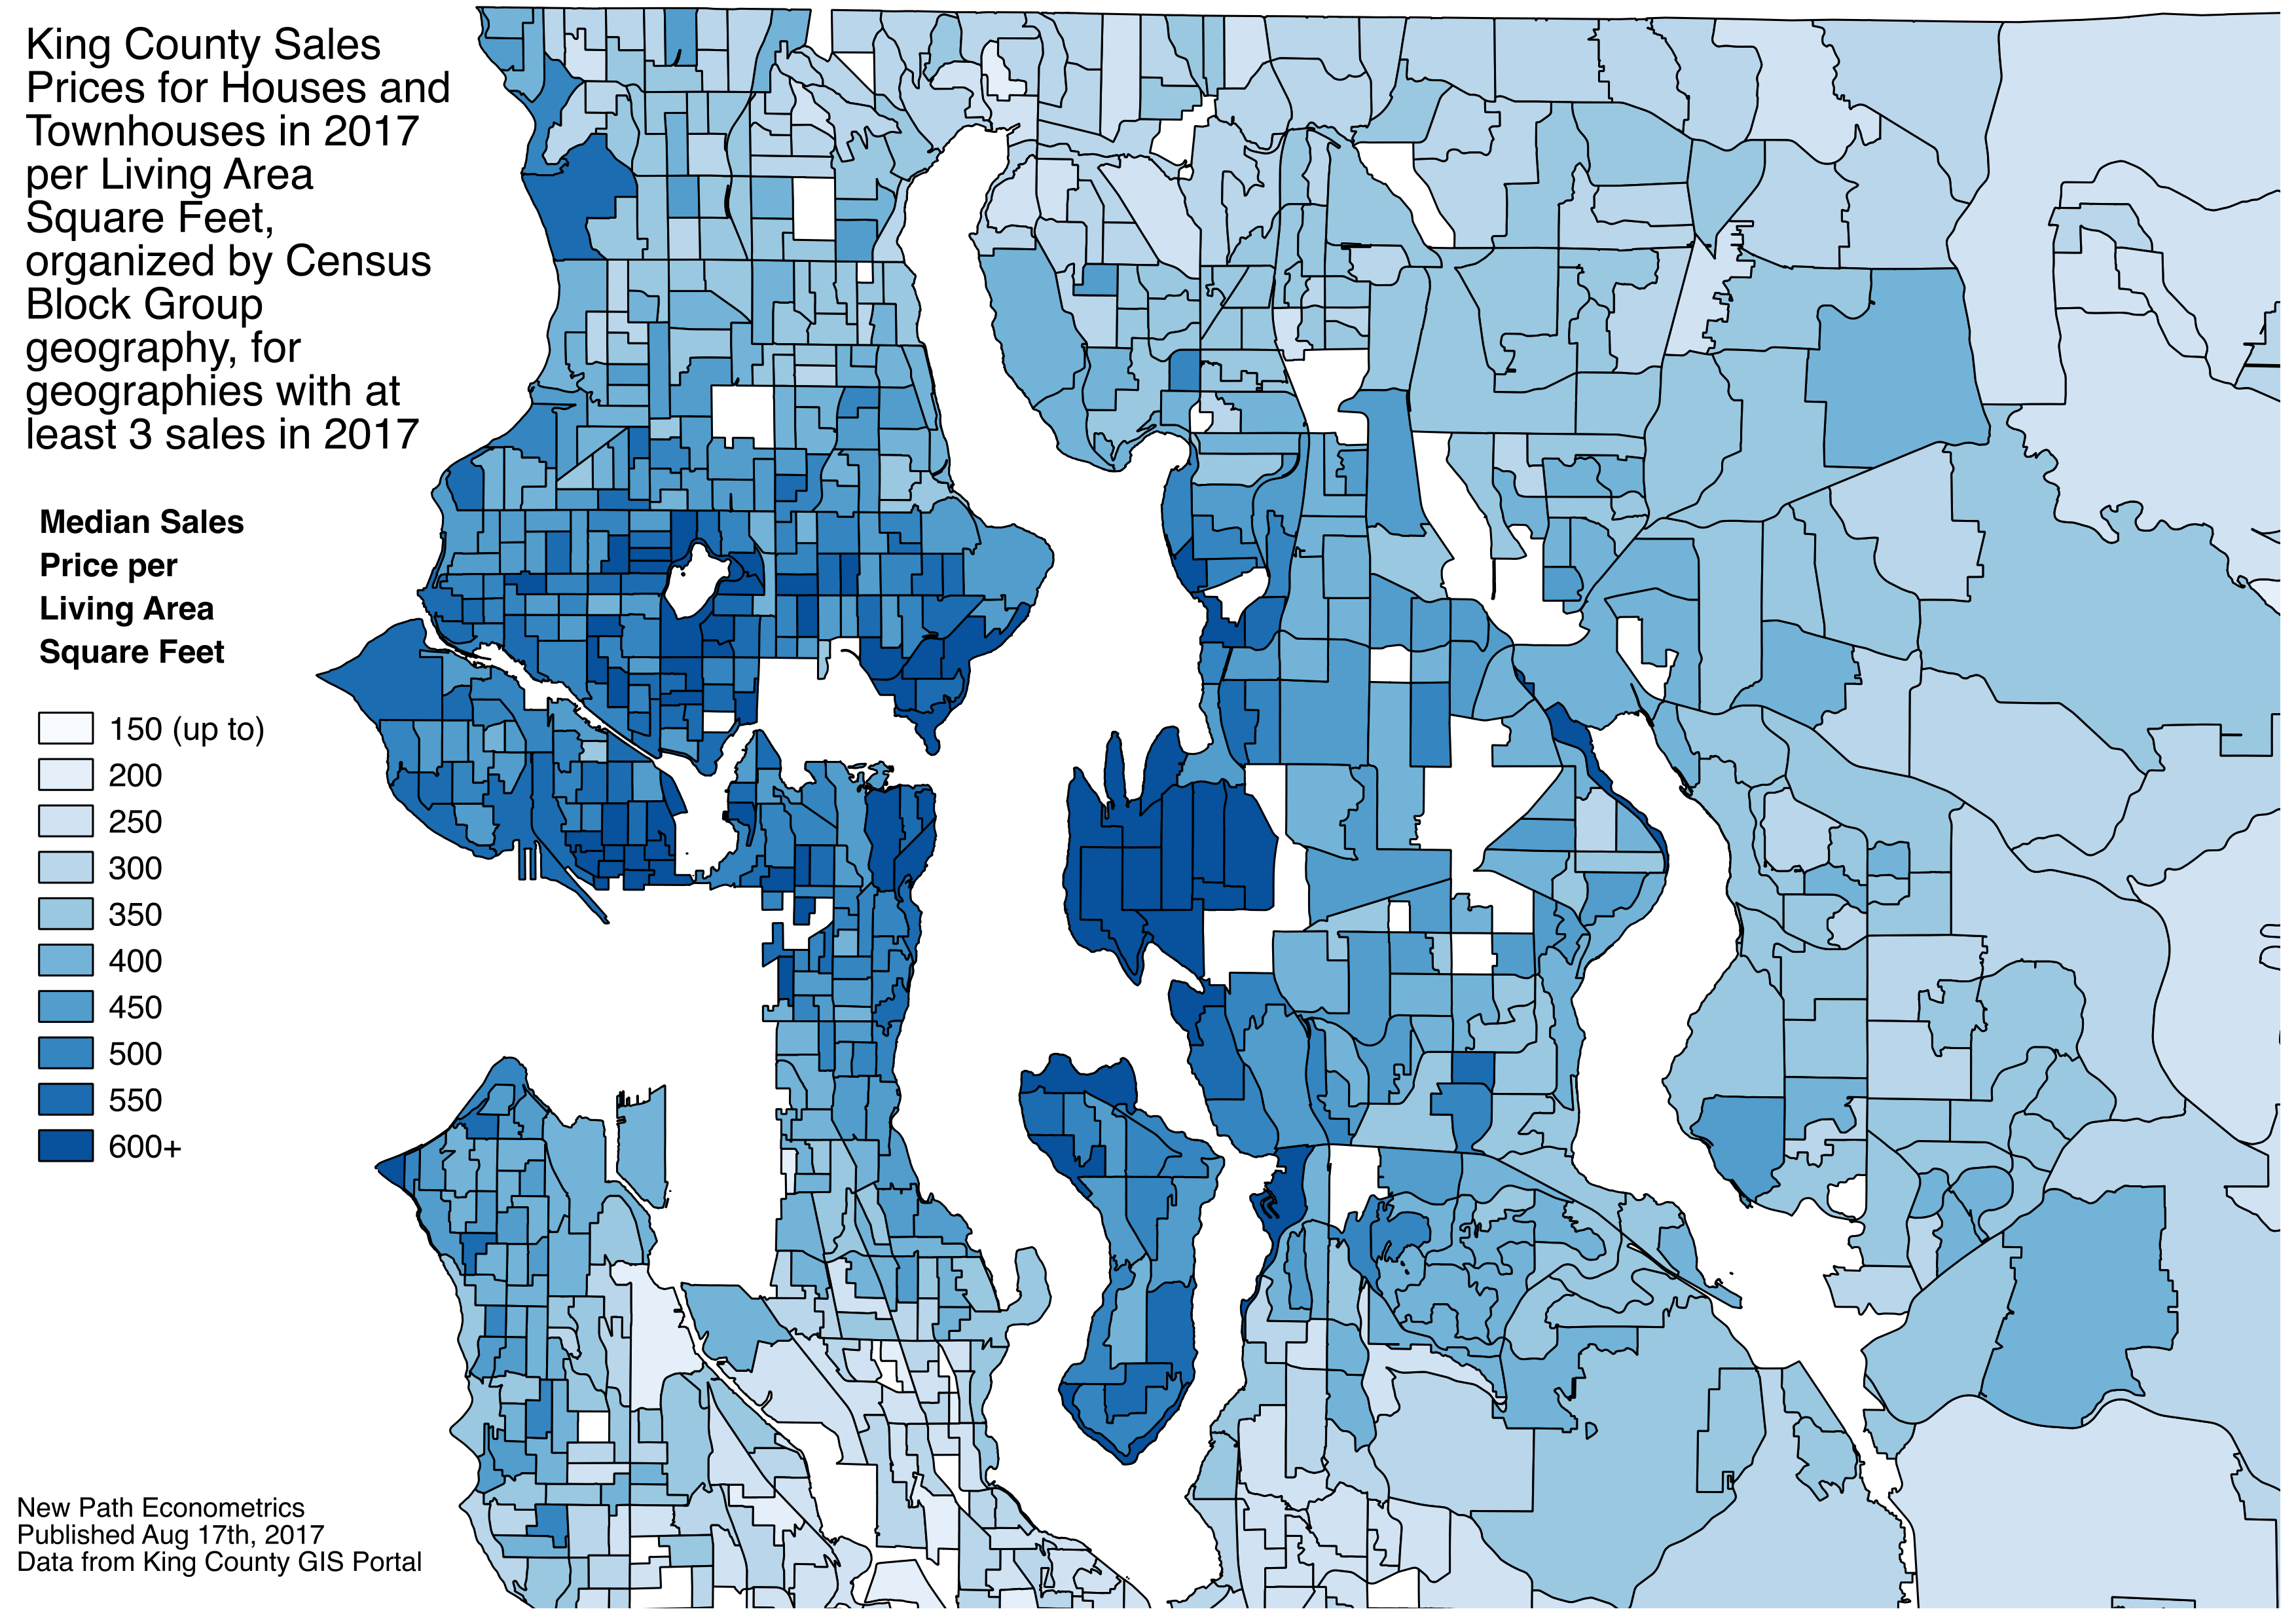 King County Sales
Prices for Houses and
Townhouses in 2017
per Living Area
Square Feet,
organized by Census
Block Group
geography, for
geographies with at
least 3 sales in 2017
Median Sales
Price per
Living Area
Square Feet
150 (up to)
200
250
300
350
400
450
500
550
600+
New Path Econometrics
Published Aug 17th, 2017
Data from King County GIS Portal